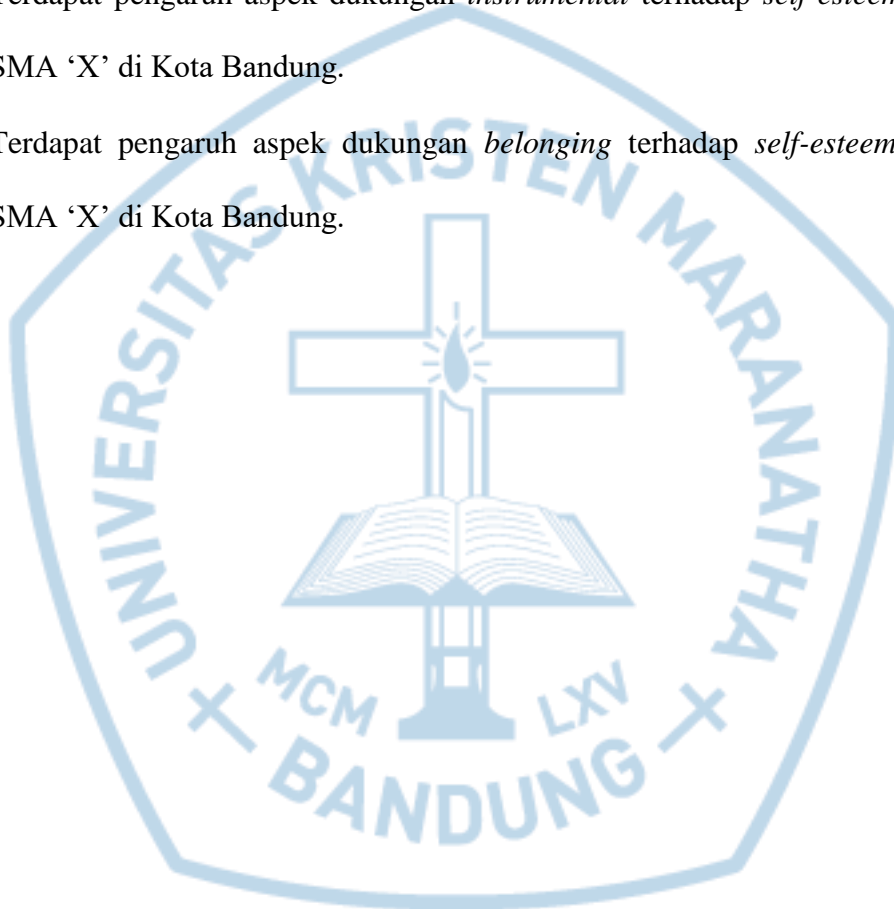 Terdapat pengaruh aspek dukungan instrumental terhadap self-esteem
SMA ‘X’ di Kota Bandung.
Terdapat pengaruh aspek dukungan belonging terhadap self-esteem
SMA ‘X’ di Kota Bandung.
UNIVERSITAS KRISTEN MARANATHA
MCM LXV
BANDUNG